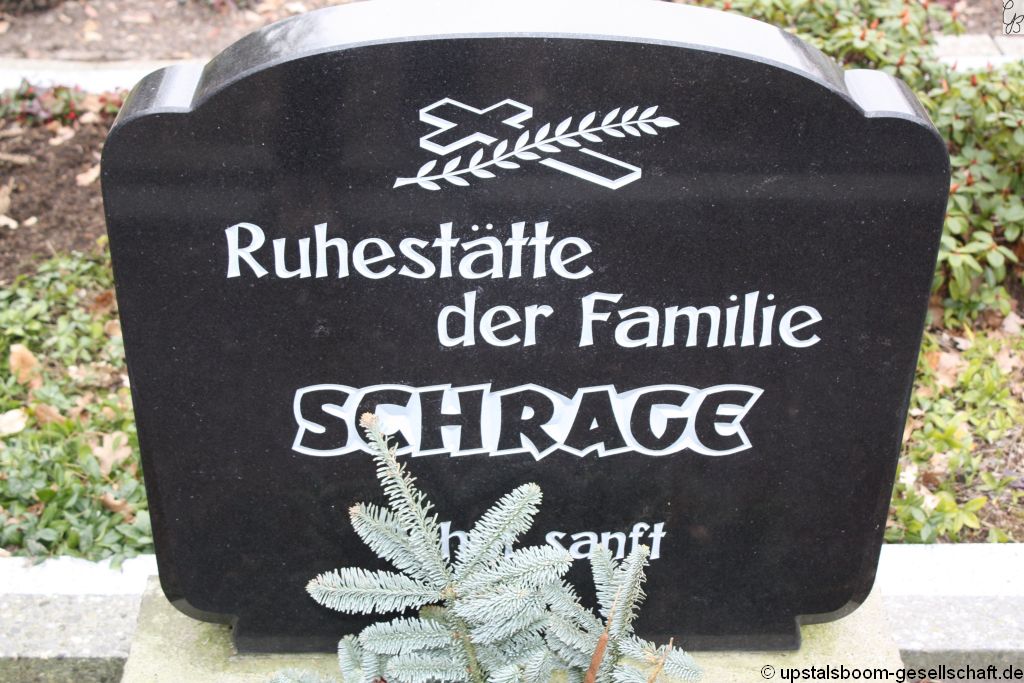 Ruhestätte
der Familie
SCHRAGE
sanft
© upstalsboom-gesellschaft.de